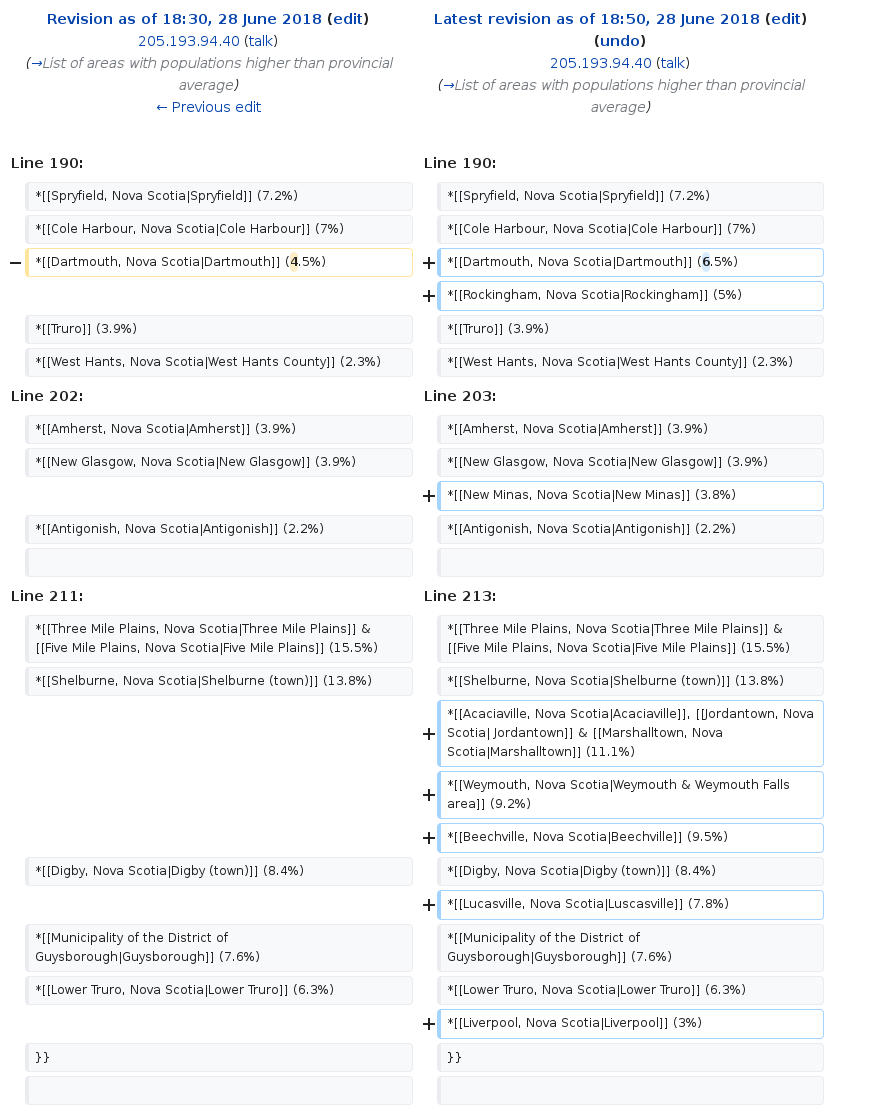 Revision as of 18:30, 28 June 2018 (edit)
205.193.94.40 (talk)
(→List of areas with populations higher than provincial
average)
← Previous edit
Latest revision as of 18:50, 28 June 2018 (edit)
(undo)
205.193.94.40 (talk)
(→List of areas with populations higher than provincial
average)
Line 190:
Line 190:
*[[Spryfield, Nova Scotia|Spryfield]] (7.2%)
*[[Spryfield, Nova Scotia|Spryfield]] (7.2%)
*[[Cole Harbour, Nova Scotia|Cole Harbour]] (7%)
*[[Cole Harbour, Nova Scotia|Cole Harbour]] (7%)
− *[[Dartmouth, Nova Scotia|Dartmouth]] (4.5%)
+ *[[Dartmouth, Nova Scotia|Dartmouth]] (6.5%)
+ *[[Rockingham, Nova Scotia|Rockingham]] (5%)
*[[Truro]] (3.9%)
*[[Truro]] (3.9%)
*[[West Hants, Nova Scotia|West Hants County]] (2.3%)
*[[West Hants, Nova Scotia|West Hants County]] (2.3%)
Line 202:
Line 203:
*[[Amherst, Nova Scotia|Amherst]] (3.9%)
*[[Amherst, Nova Scotia|Amherst]] (3.9%)
*[[New Glasgow, Nova Scotia|New Glasgow]] (3.9%)
*[[New Glasgow, Nova Scotia|New Glasgow]] (3.9%)
+ *[[New Minas, Nova Scotia|New Minas]] (3.8%)
*[[Antigonish, Nova Scotia|Antigonish]] (2.2%)
*[[Antigonish, Nova Scotia|Antigonish]] (2.2%)
Line 211:
Line 213:
*[[Three Mile Plains, Nova Scotia|Three Mile Plains]] &
[[Five Mile Plains, Nova Scotia|Five Mile Plains]] (15.5%)
*[[Three Mile Plains, Nova Scotia|Three Mile Plains]] &
[[Five Mile Plains, Nova Scotia|Five Mile Plains]] (15.5%)
*[[Shelburne, Nova Scotia|Shelburne (town)]] (13.8%)
*[[Shelburne, Nova Scotia|Shelburne (town)]] (13.8%)
+ *[[Acaciaville, Nova Scotia|Acaciaville]], [[Jordantown, Nova
Scotia| Jordantown]] & [[Marshalltown, Nova
Scotia|Marshalltown]] (11.1%)
+ *[[Weymouth, Nova Scotia|Weymouth & Weymouth Falls
area]] (9.2%)
+ *[[Beechville, Nova Scotia|Beechville]] (9.5%)
*[[Digby, Nova Scotia|Digby (town)]] (8.4%)
*[[Digby, Nova Scotia|Digby (town)]] (8.4%)
+ *[[Lucasville, Nova Scotia|Luscasville]] (7.8%)
*[[Municipality of the District of
Guysborough|Guysborough]] (7.6%)
*[[Municipality of the District of
Guysborough|Guysborough]] (7.6%)
*[[Lower Truro, Nova Scotia|Lower Truro]] (6.3%)
*[[Lower Truro, Nova Scotia|Lower Truro]] (6.3%)
+ *[[Liverpool, Nova Scotia|Liverpool]] (3%)
}}
}}